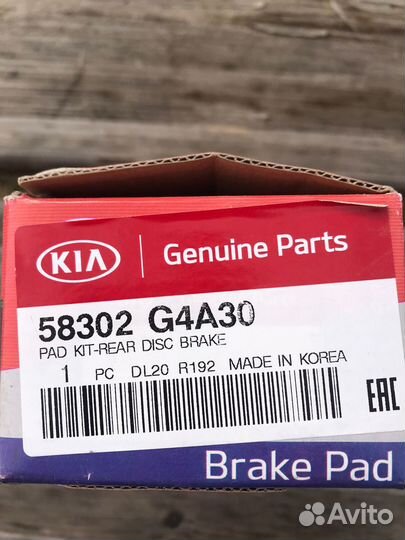 KIA
Genuine Parts
58302 G4A30
PAD KIT-REAR DISC BRAKE
1 PC DL20 R192 MADE IN KOREA
EAC
Brake Pad
Avito